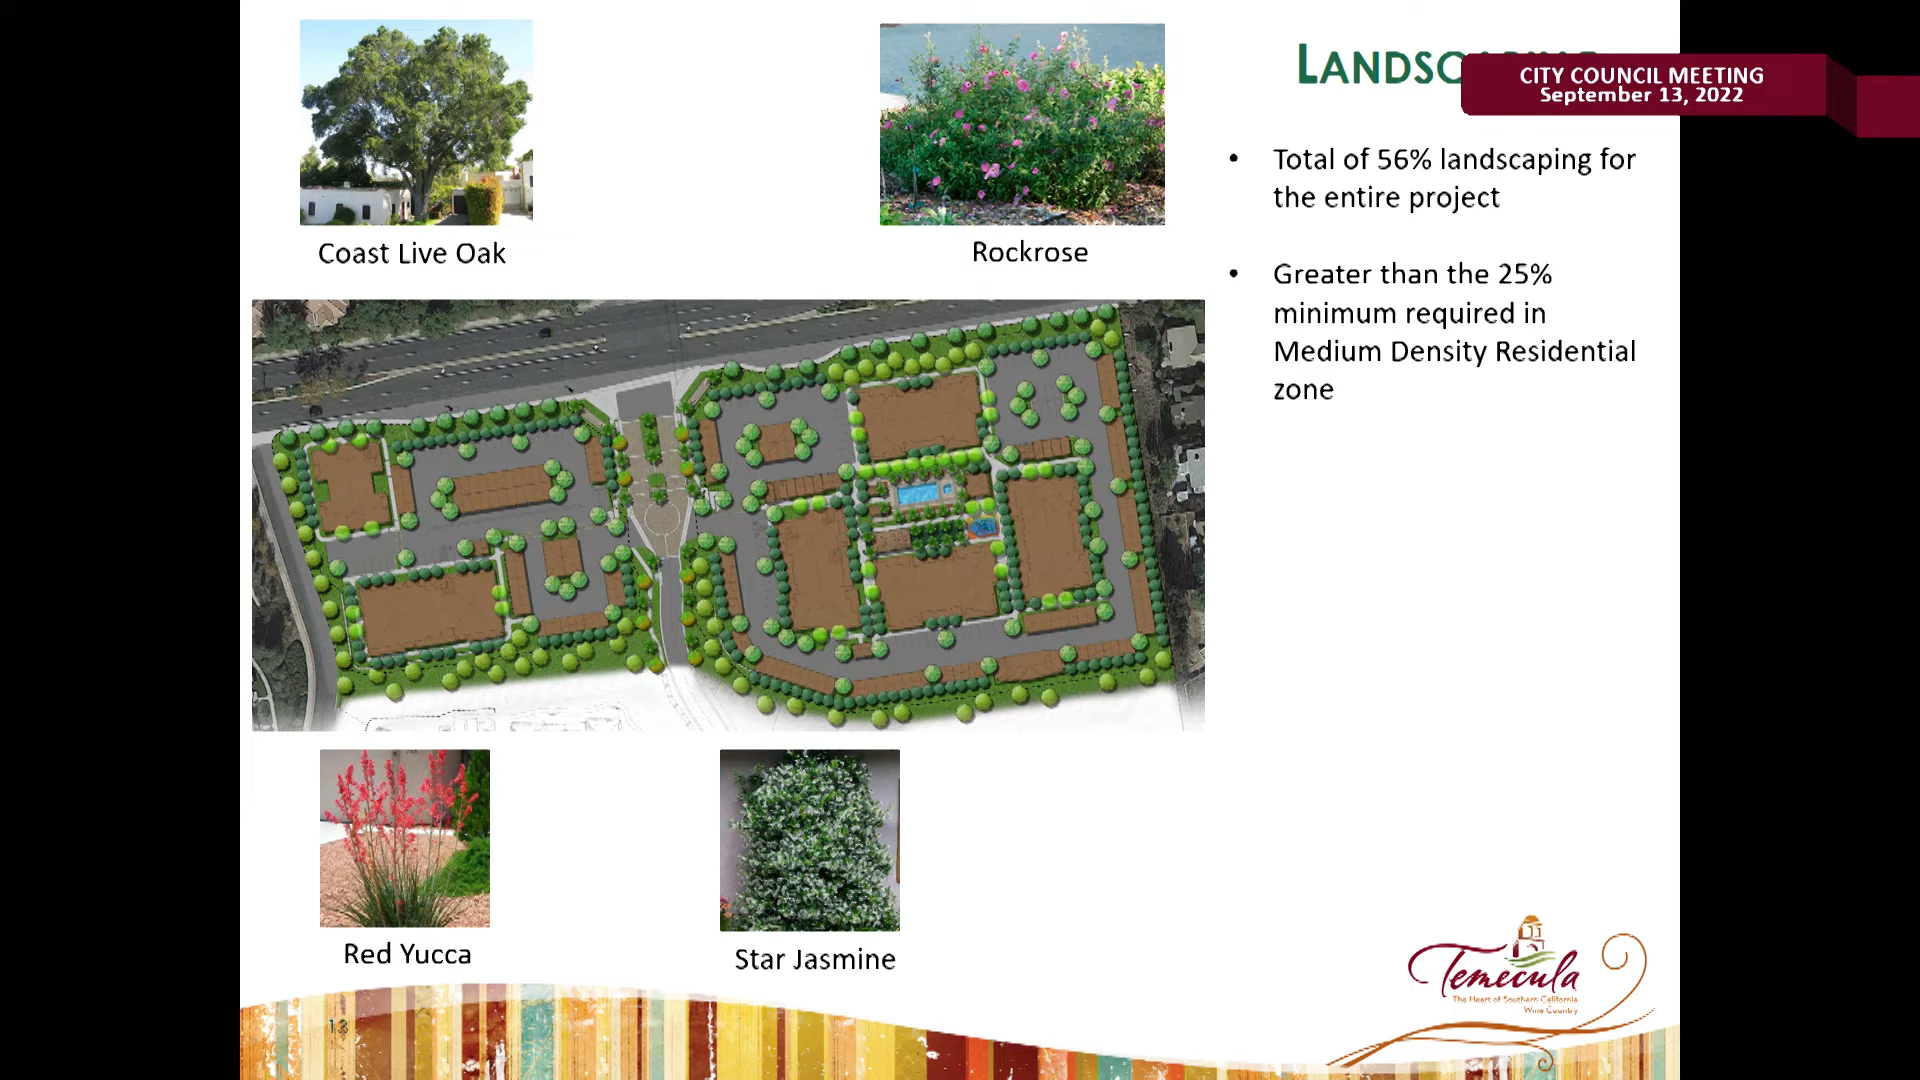 CITY COUNCIL MEETING
September 13, 2022
Total of 56% landscaping for
the entire project
Greater than the 25%
minimum required in
Medium Density Residential
zone
Coast Live Oak
Rockrose
Red Yucca
Star Jasmine
Temecula
The Heart of Southern California
Wine Country
13